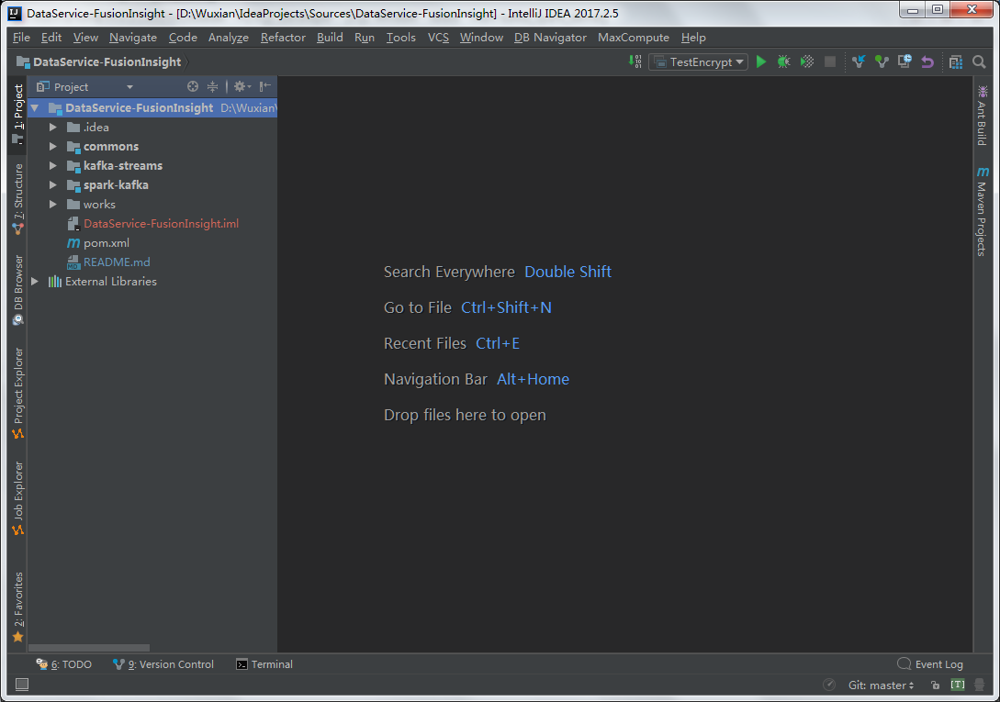 DataService-FusionInsight - [D:\Wuxian\IdeaProjects\Sources\DataService-FusionInsight] - IntelliJ IDEA 2017.2.5
File Edit View Navigate Code Analyze Refactor Build Run Tools VCS Window DB Navigator MaxCompute Help
DataService-FusionInsight
TestEncrypt
1: Project
7: Structure
DB Browser
Project Explorer
Job Explorer
2: Favorites
Project
DataService-FusionInsight D:\Wuxian\
.idea
commons
kafka-streams
spark-kafka
works
DataService-FusionInsight.iml
pom.xml
README.md
External Libraries
Search Everywhere Double Shift
Go to File Ctrl+Shift+N
Recent Files Ctrl+E
Navigation Bar Alt+Home
Drop files here to open
Ant Build
Maven Projects
6: TODO 9: Version Control Terminal Event Log
Git: master [T]